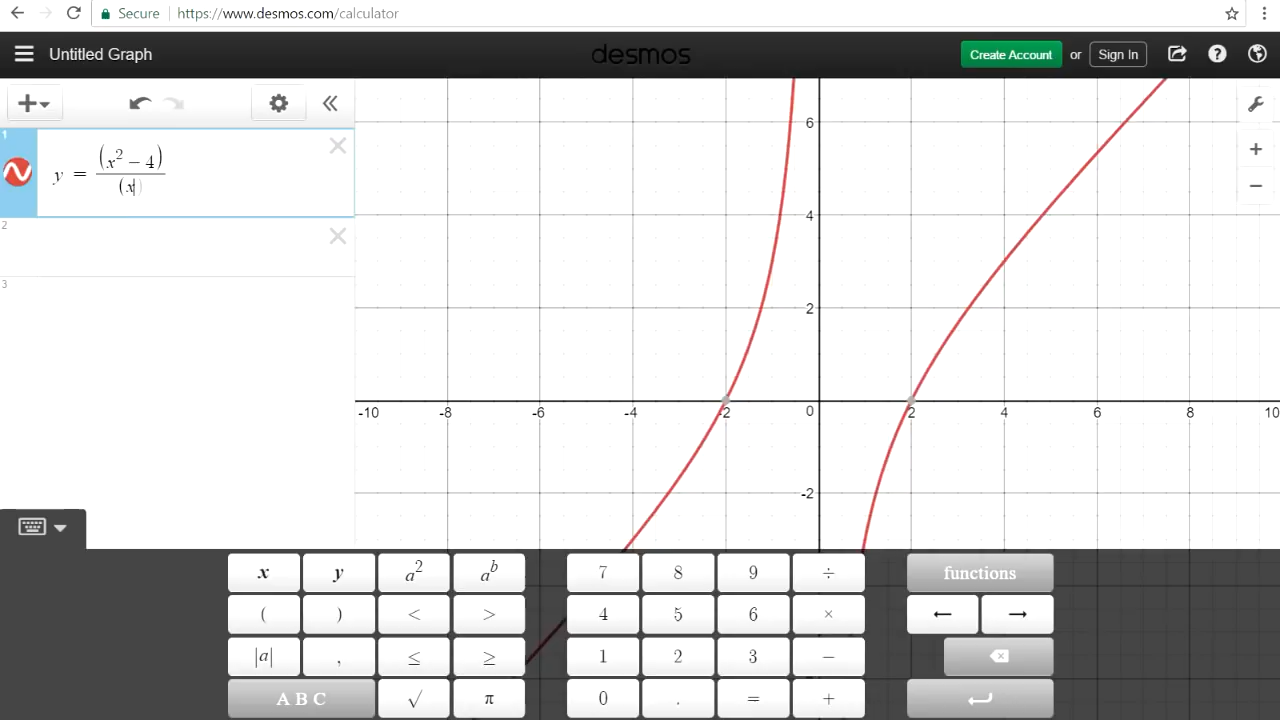 Secure https://www.desmos.com/calculator
Untitled Graph
desmos
Create Account or Sign In
1
y = (x² − 4)
(x)
2
3
6
4
2
-10 -8 -6 -4 -2 0 2 4 6 8 10
-2
x y a² a^b 7 8 9 ÷ functions
( ) < > 4 5 6 × ← →
|a| , ≤ ≥ 1 2 3 −
A B C √ π 0 . = +